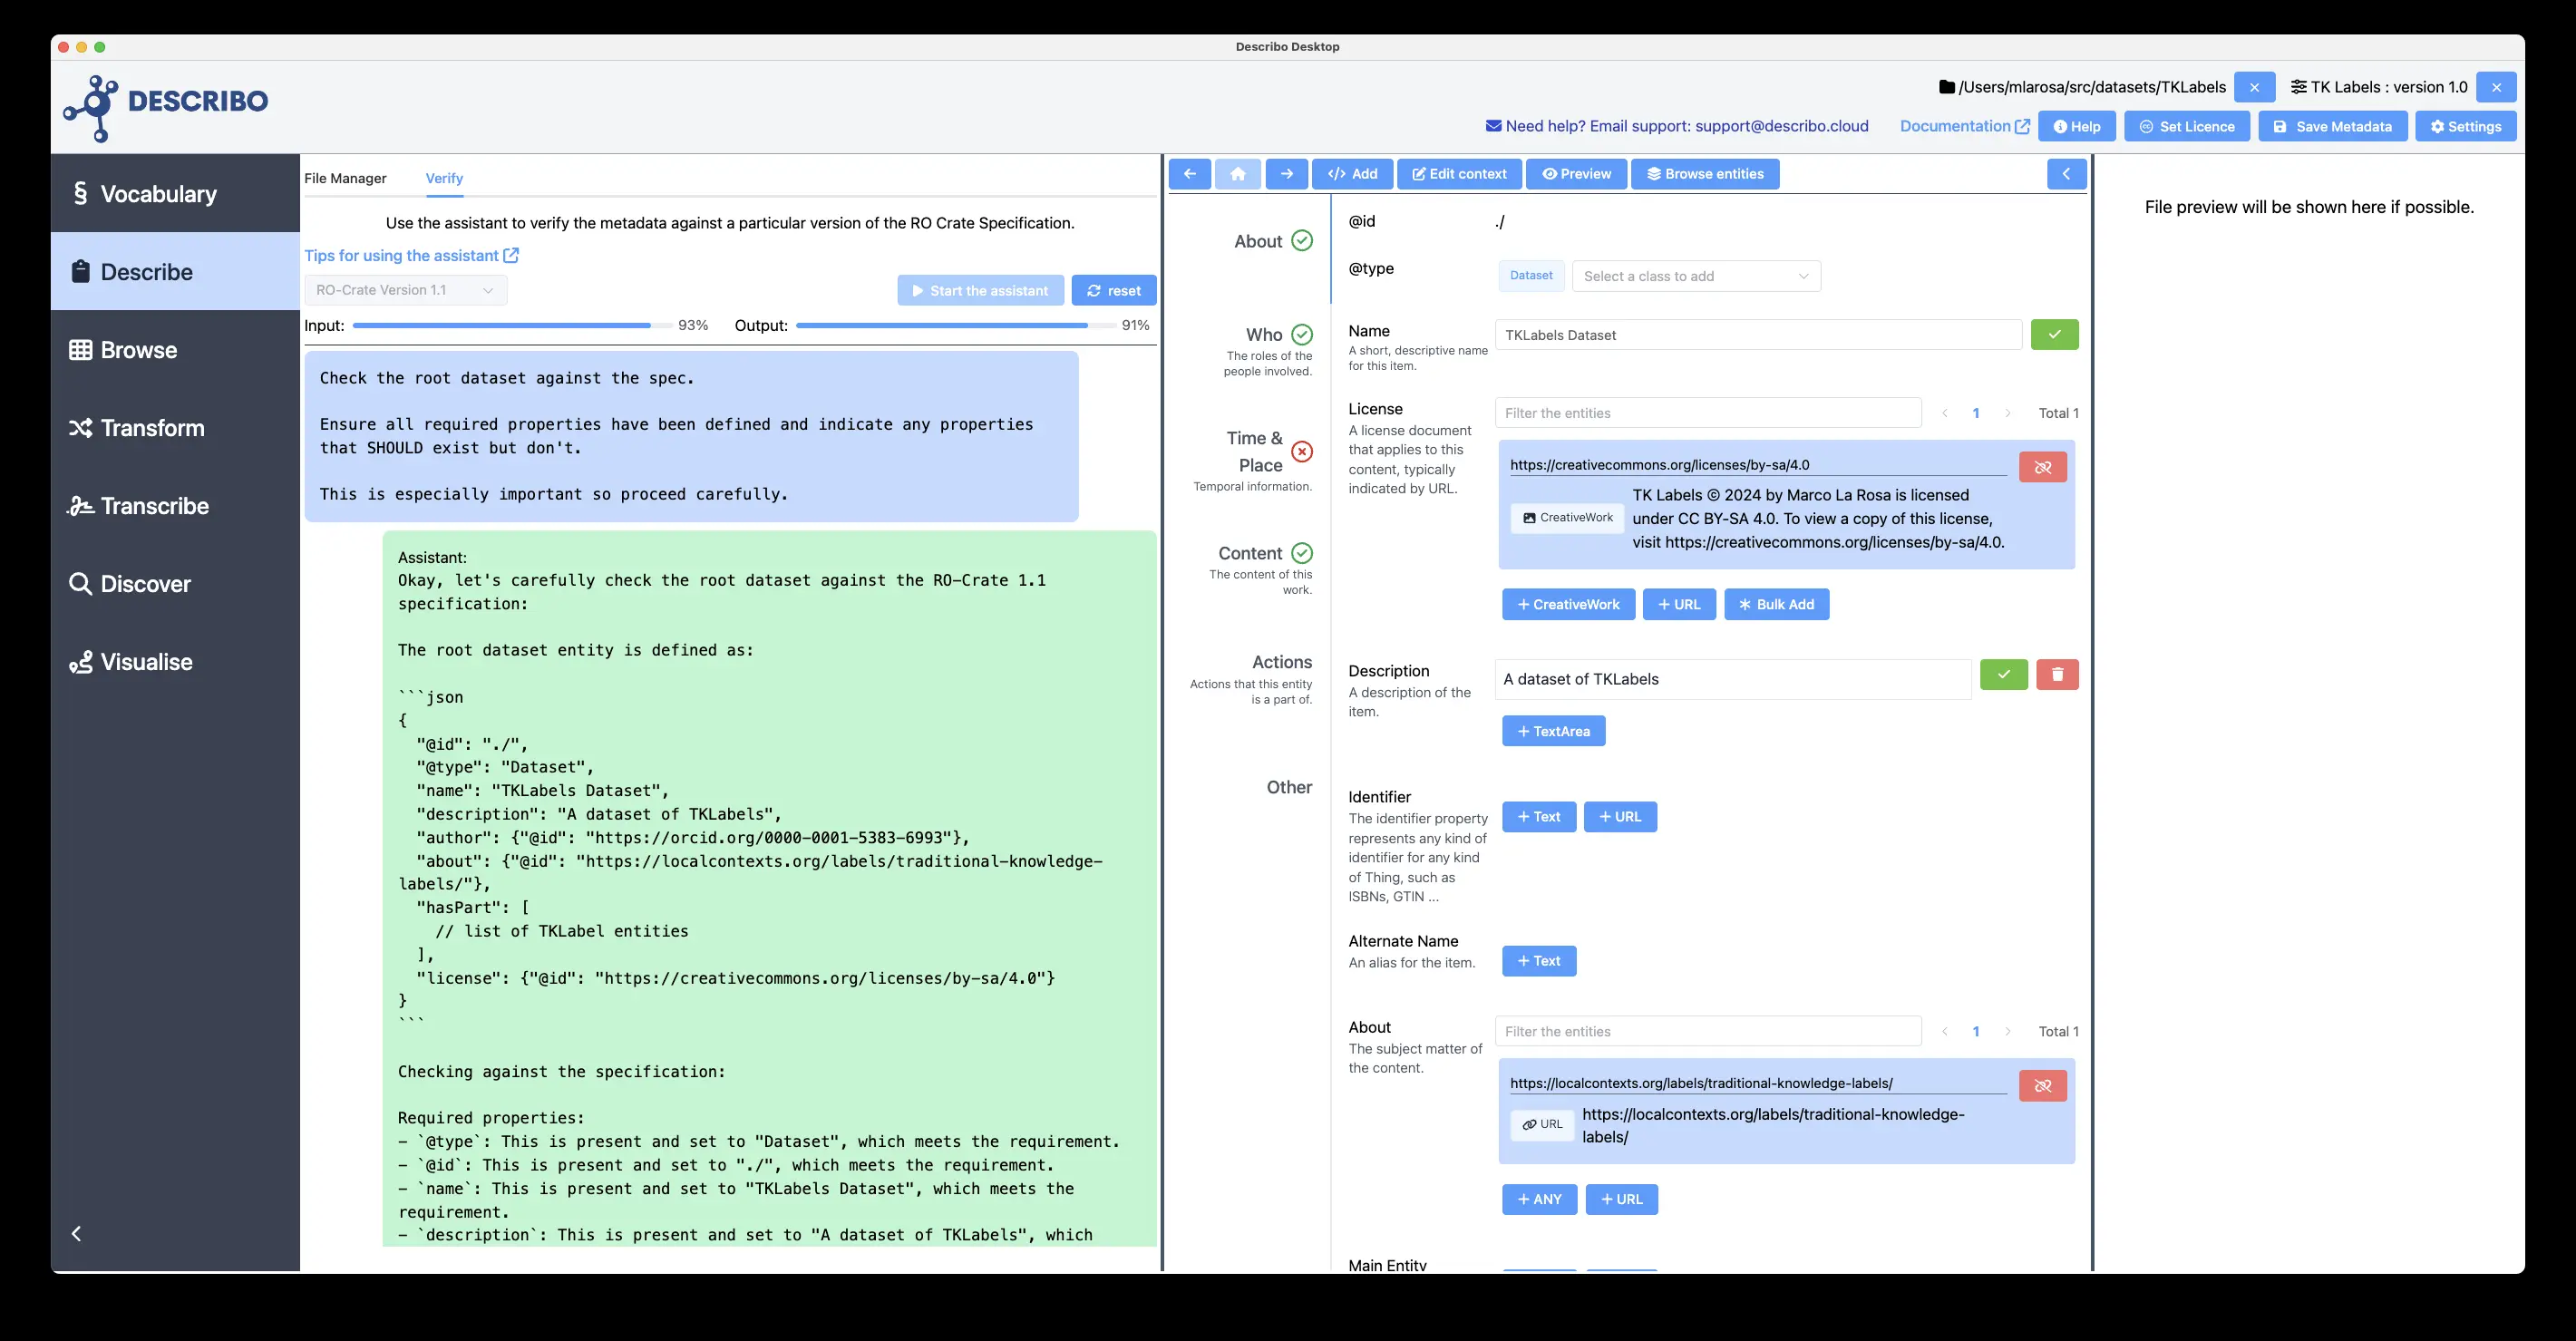 Describo Desktop
DESCRIBO
/Users/mlarosa/src/datasets/TKLabels
TK Labels : version 1.0
Need help? Email support: support@describo.cloud
Documentation
Help
Set Licence
Save Metadata
Settings
Vocabulary
Describe
Browse
Transform
Transcribe
Discover
Visualise
File Manager
Verify
Use the assistant to verify the metadata against a particular version of the RO Crate Specification.
Tips for using the assistant
RO-Crate Version 1.1
Start the assistant
reset
Input: 93% Output: 91%
Check the root dataset against the spec.
Ensure all required properties have been defined and indicate any properties
that SHOULD exist but don't.
This is especially important so proceed carefully.
Assistant:
Okay, let's carefully check the root dataset against the RO-Crate 1.1
specification:
The root dataset entity is defined as:
```json
{
"@id": "./",
"@type": "Dataset",
"name": "TKLabels Dataset",
"description": "A dataset of TKLabels",
"author": {"@id": "https://orcid.org/0000-0001-5383-6993"},
"about": {"@id": "https://localcontexts.org/labels/traditional-knowledge-
labels/"},
"hasPart": [
// list of TKLabel entities
],
"license": {"@id": "https://creativecommons.org/licenses/by-sa/4.0"}
}
```
Checking against the specification:
Required properties:
- `@type`: This is present and set to "Dataset", which meets the requirement.
- `@id`: This is present and set to "./", which meets the requirement.
- `name`: This is present and set to "TKLabels Dataset", which meets the
requirement.
- `description`: This is present and set to "A dataset of TKLabels", which
Add
Edit context
Preview
Browse entities
About
Who
The roles of the
people involved.
Time &
Place
Temporal information.
Content
The content of this
work.
Actions
Actions that this entity
is a part of.
Other
@id
./
@type
Dataset
Select a class to add
Name
A short, descriptive name
for this item.
TKLabels Dataset
License
A license document
that applies to this
content, typically
indicated by URL.
Filter the entities
1
Total 1
https://creativecommons.org/licenses/by-sa/4.0
CreativeWork
TK Labels © 2024 by Marco La Rosa is licensed
under CC BY-SA 4.0. To view a copy of this license,
visit https://creativecommons.org/licenses/by-sa/4.0.
+ CreativeWork
+ URL
Bulk Add
Description
A description of the
item.
A dataset of TKLabels
+ TextArea
Identifier
The identifier property
represents any kind of
identifier for any kind
of Thing, such as
ISBNs, GTIN ...
+ Text
+ URL
Alternate Name
An alias for the item.
+ Text
About
The subject matter of
the content.
Filter the entities
1
Total 1
https://localcontexts.org/labels/traditional-knowledge-labels/
URL
https://localcontexts.org/labels/traditional-knowledge-
labels/
+ ANY
+ URL
Main Entity
File preview will be shown here if possible.